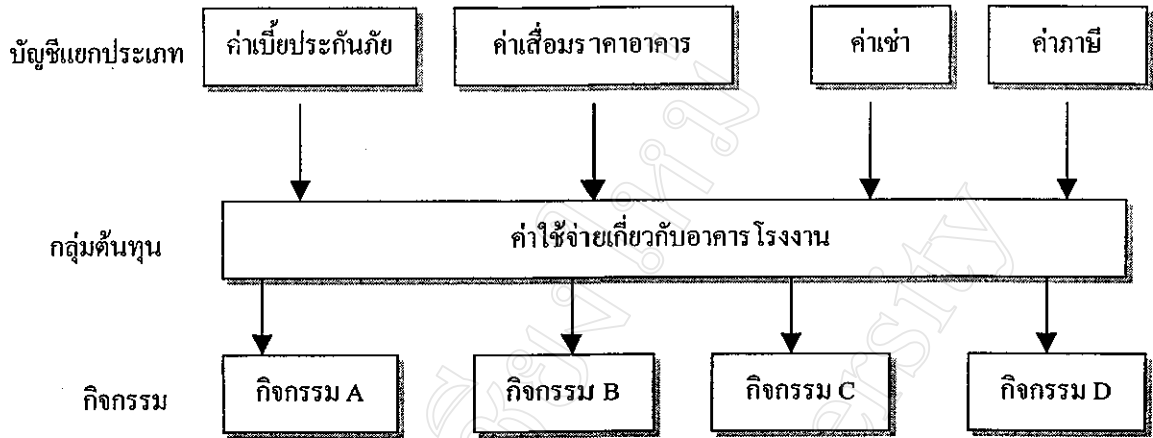 บัญชีแยกประเภท ค่าเบี้ยประกันภัย ค่าเสื่อมราคาอาคาร ค่าเช่า ค่าภาษี
กลุ่มต้นทุน ค่าใช้จ่ายเกี่ยวกับอาคารโรงงาน
กิจกรรม กิจกรรม A กิจกรรม B กิจกรรม C กิจกรรม D